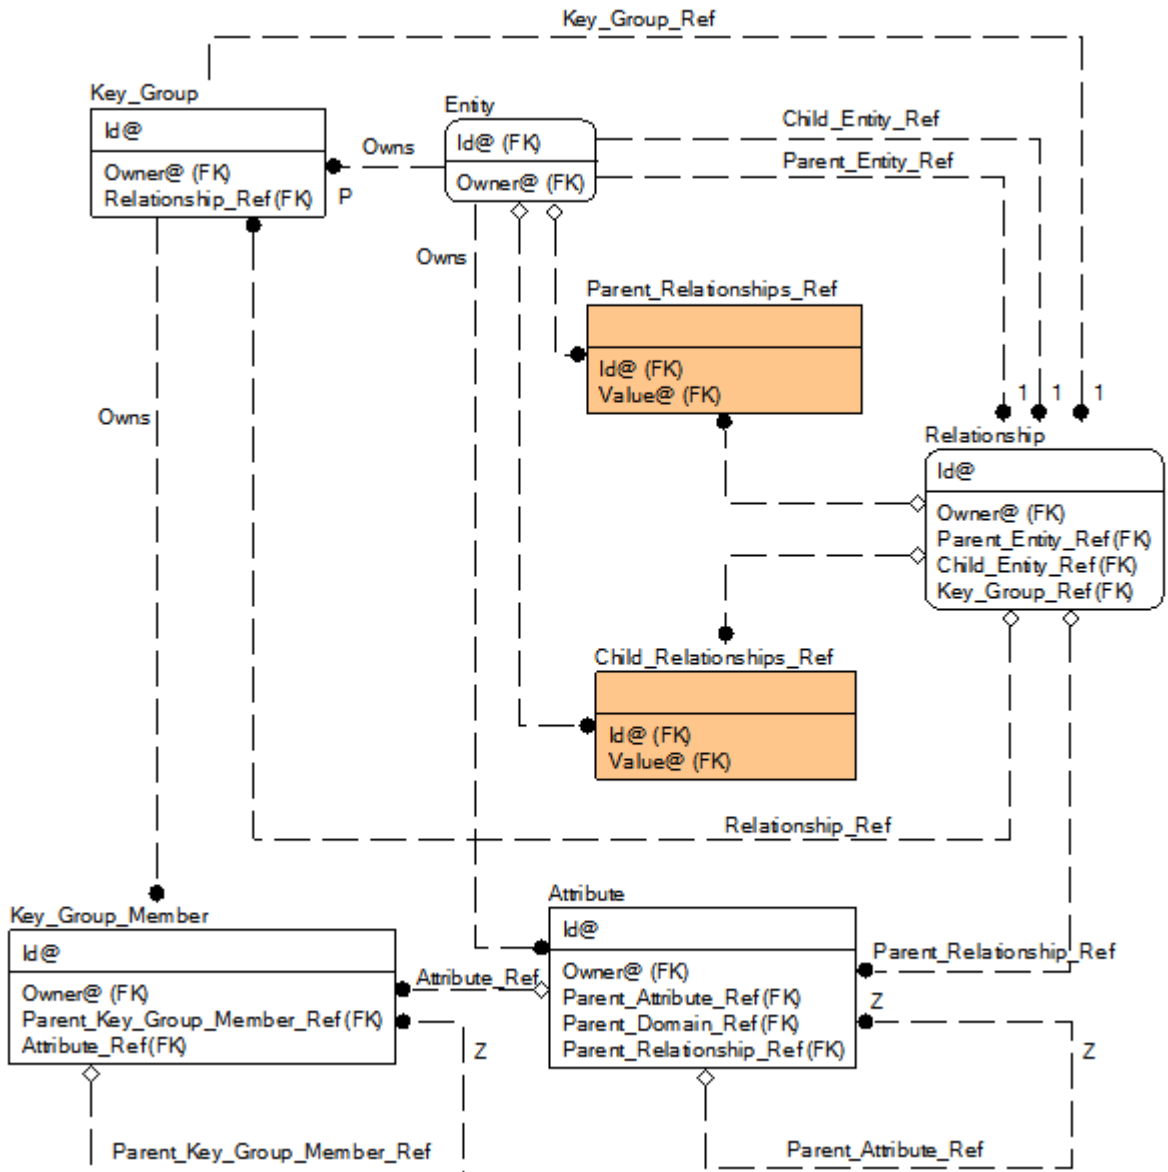 Key_Group_Ref
Key_Group
Id@
Owner@ (FK)
Relationship_Ref(FK)
Owns
P
Entity
Id@ (FK)
Owner@ (FK)
Child_Entity_Ref
Parent_Entity_Ref
Owns
Parent_Relationships_Ref
Id@ (FK)
Value@ (FK)
1
1
1
Relationship
Id@
Owner@ (FK)
Parent_Entity_Ref(FK)
Child_Entity_Ref(FK)
Key_Group_Ref(FK)
Owns
Child_Relationships_Ref
Id@ (FK)
Value@ (FK)
Relationship_Ref
Key_Group_Member
Id@
Owner@ (FK)
Parent_Key_Group_Member_Ref(FK)
Attribute_Ref(FK)
Attribute_Ref
Z
Attribute
Id@
Owner@ (FK)
Parent_Attribute_Ref(FK)
Parent_Domain_Ref(FK)
Parent_Relationship_Ref(FK)
Parent_Relationship_Ref
Z
Z
Parent_Key_Group_Member_Ref
Parent_Attribute_Ref